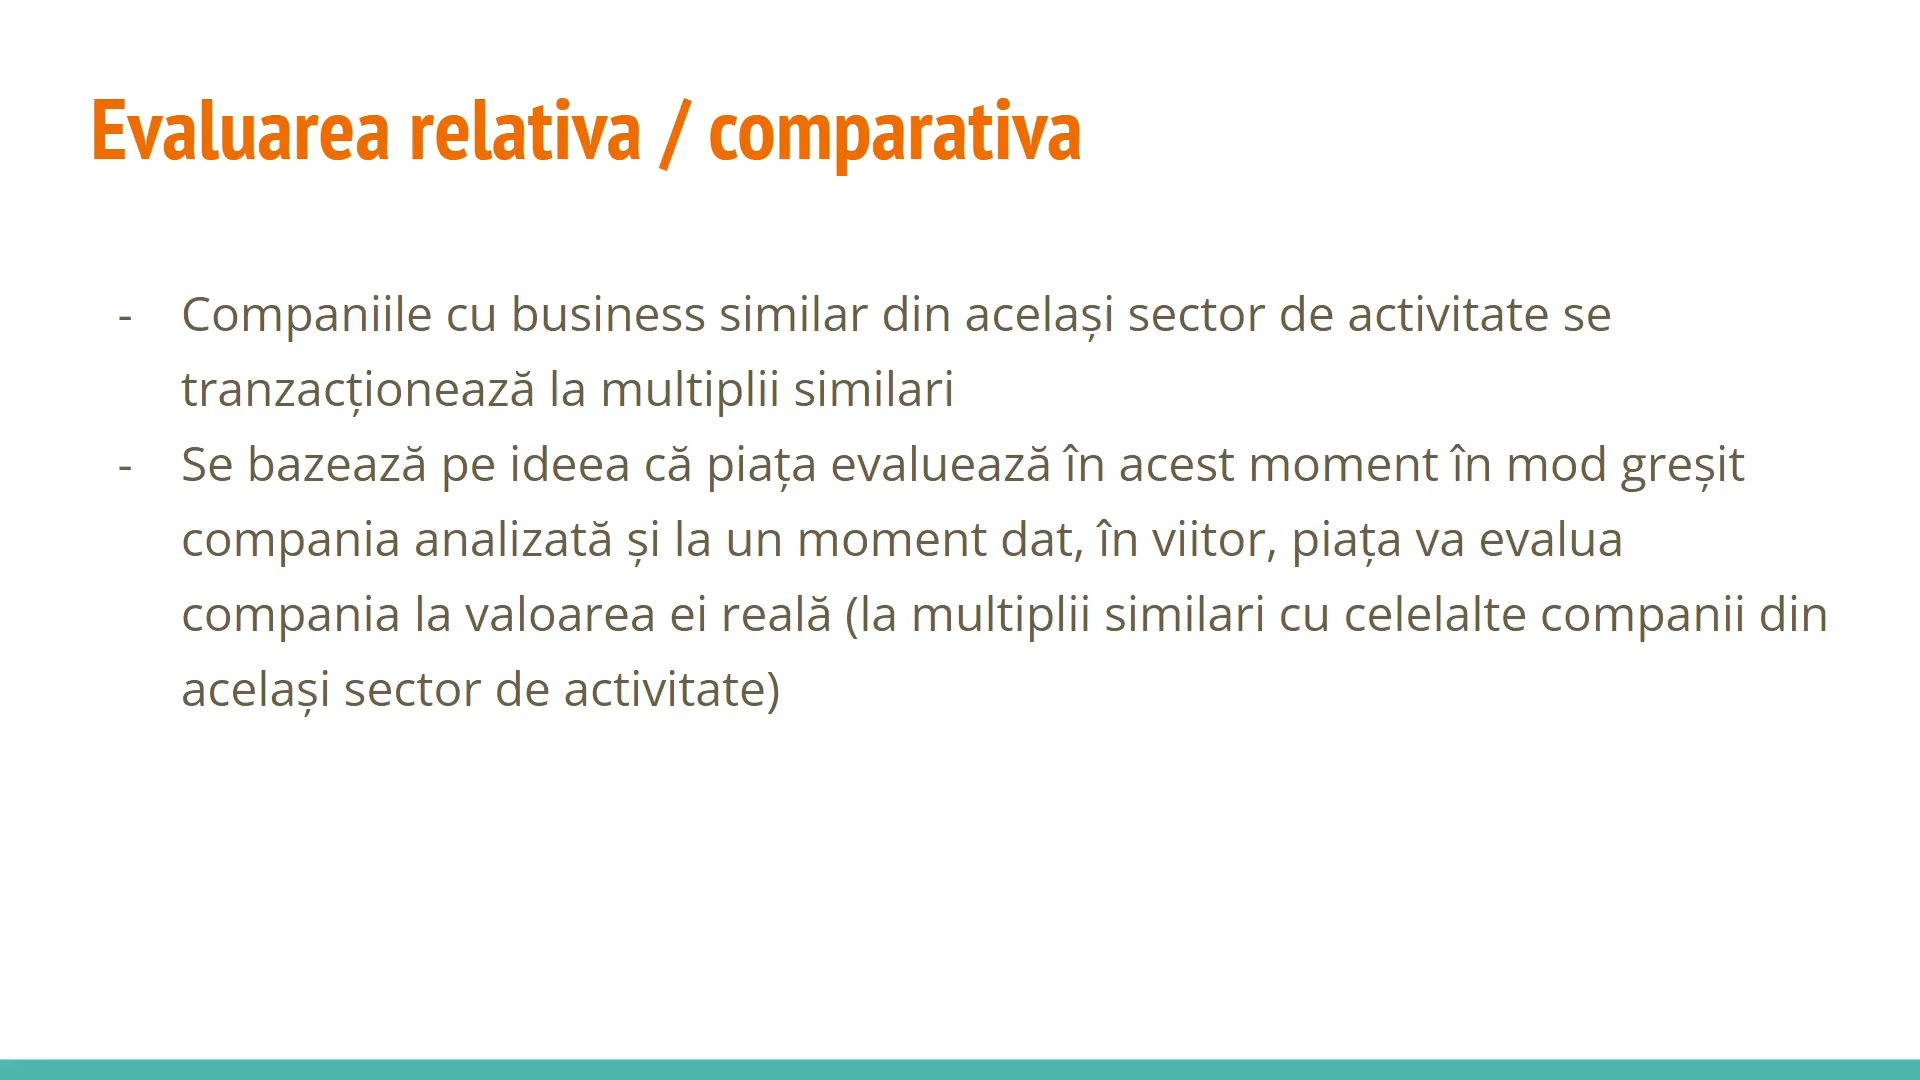 Evaluarea relativa / comparativa
- Companiile cu business similar din același sector de activitate se
tranzacționează la multiplii similari
- Se bazează pe ideea că piața evaluează în acest moment în mod greșit
compania analizată și la un moment dat, în viitor, piața va evalua
compania la valoarea ei reală (la multiplii similari cu celelalte companii din
același sector de activitate)